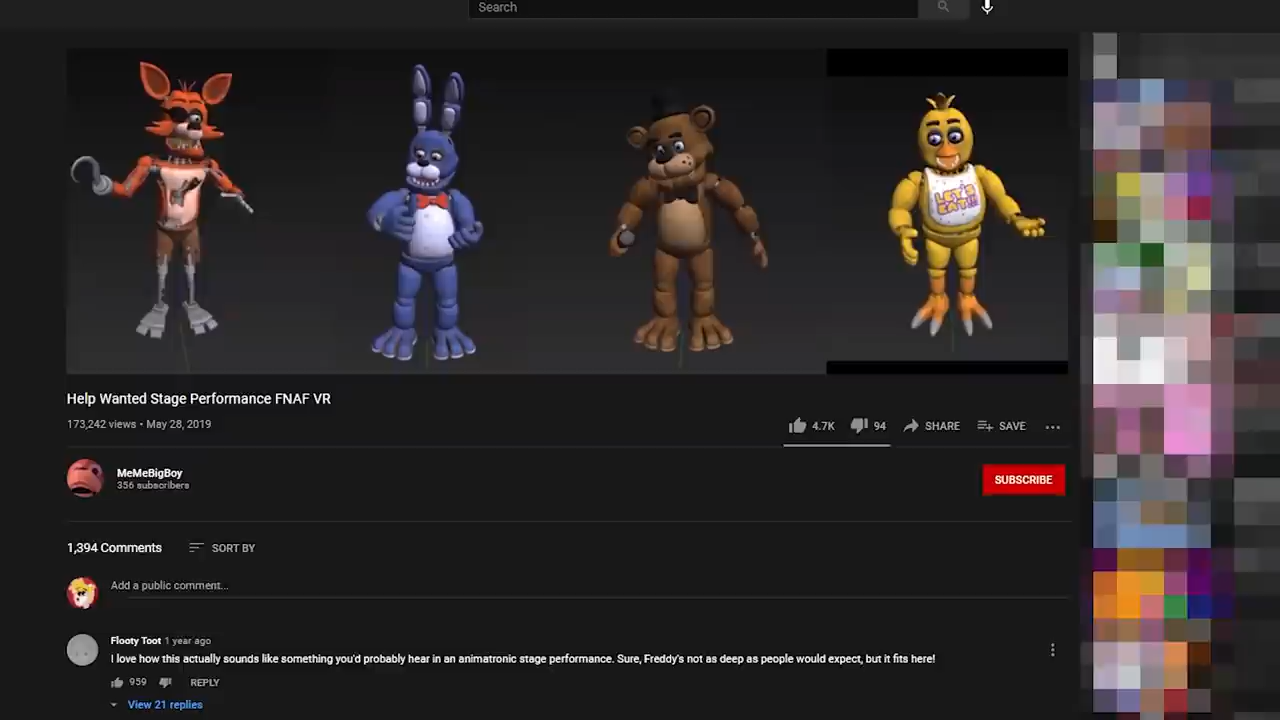 Search
LET'S
EAT!!
Help Wanted Stage Performance FNAF VR
173,242 views • May 28, 2019
4.7K
94
SHARE
SAVE
MeMeBigBoy
356 subscribers
SUBSCRIBE
1,394 Comments
SORT BY
Add a public comment...
Flooty Toot 1 year ago
I love how this actually sounds like something you'd probably hear in an animatronic stage performance. Sure, Freddy's not as deep as people would expect, but it fits here!
959
REPLY
View 21 replies